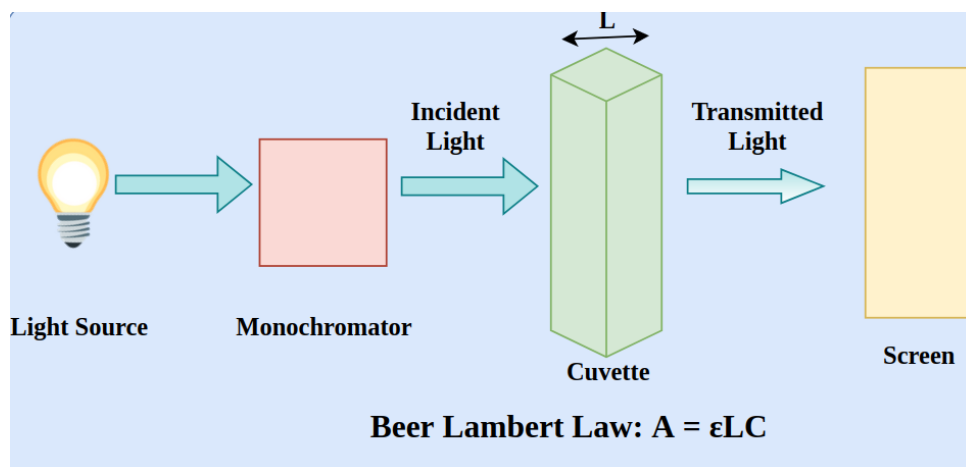 L
Incident
Light
Transmitted
Light
Light Source
Monochromator
Cuvette
Screen
Beer Lambert Law: A = εLC